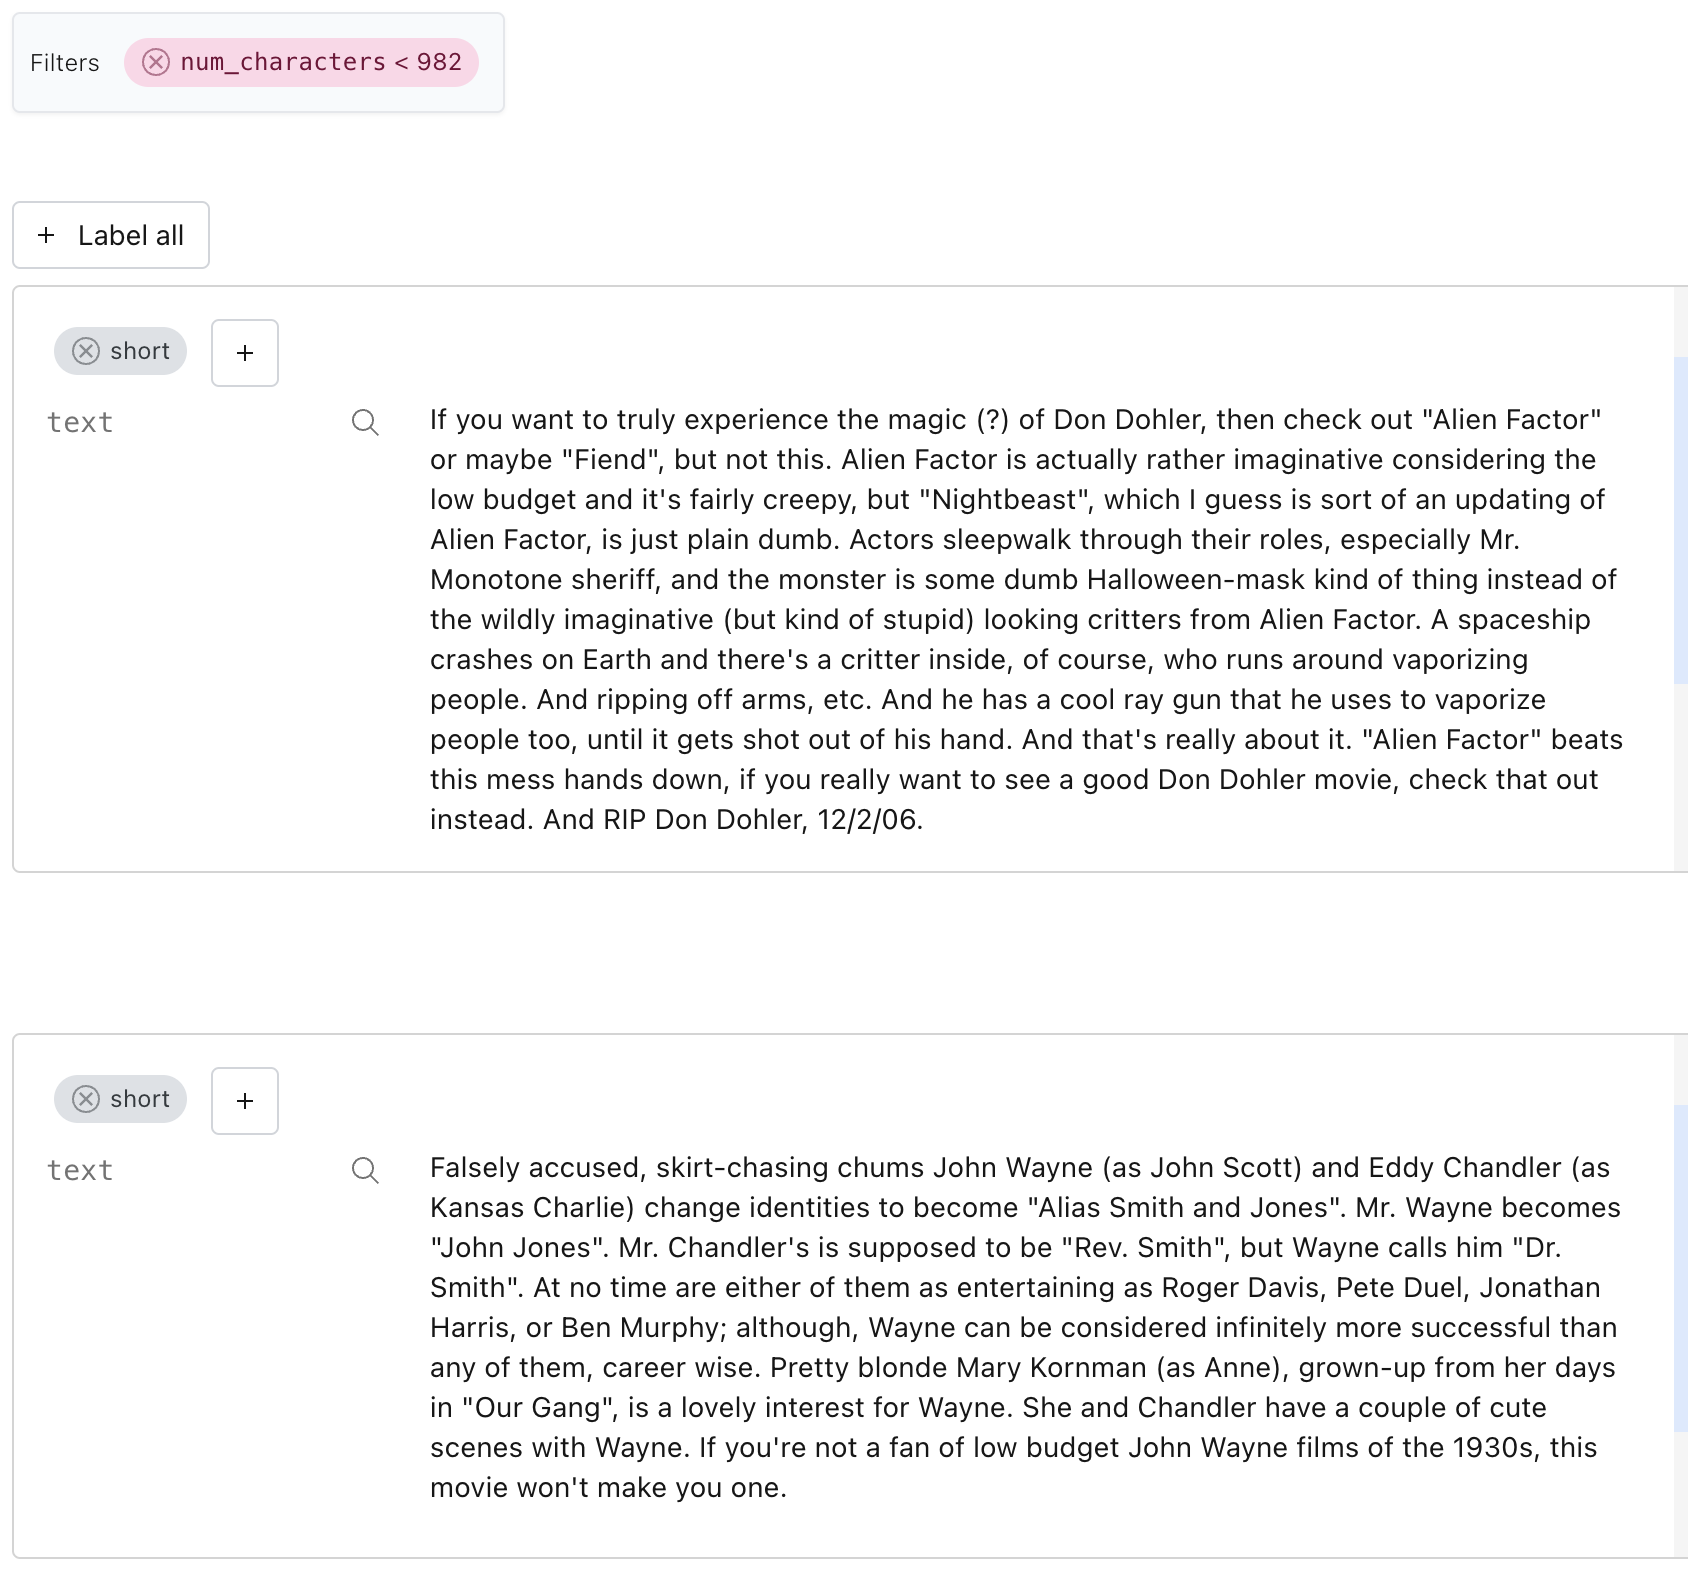 Filters num_characters < 982
+ Label all
short +
text If you want to truly experience the magic (?) of Don Dohler, then check out "Alien Factor"
or maybe "Fiend", but not this. Alien Factor is actually rather imaginative considering the
low budget and it's fairly creepy, but "Nightbeast", which I guess is sort of an updating of
Alien Factor, is just plain dumb. Actors sleepwalk through their roles, especially Mr.
Monotone sheriff, and the monster is some dumb Halloween-mask kind of thing instead of
the wildly imaginative (but kind of stupid) looking critters from Alien Factor. A spaceship
crashes on Earth and there's a critter inside, of course, who runs around vaporizing
people. And ripping off arms, etc. And he has a cool ray gun that he uses to vaporize
people too, until it gets shot out of his hand. And that's really about it. "Alien Factor" beats
this mess hands down, if you really want to see a good Don Dohler movie, check that out
instead. And RIP Don Dohler, 12/2/06.
short +
text Falsely accused, skirt-chasing chums John Wayne (as John Scott) and Eddy Chandler (as
Kansas Charlie) change identities to become "Alias Smith and Jones". Mr. Wayne becomes
"John Jones". Mr. Chandler's is supposed to be "Rev. Smith", but Wayne calls him "Dr.
Smith". At no time are either of them as entertaining as Roger Davis, Pete Duel, Jonathan
Harris, or Ben Murphy; although, Wayne can be considered infinitely more successful than
any of them, career wise. Pretty blonde Mary Kornman (as Anne), grown-up from her days
in "Our Gang", is a lovely interest for Wayne. She and Chandler have a couple of cute
scenes with Wayne. If you're not a fan of low budget John Wayne films of the 1930s, this
movie won't make you one.